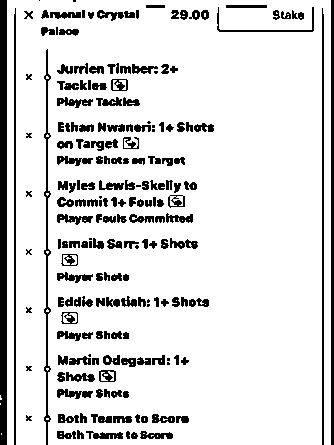 × Arsenal v Crystal Palace 29.00 Stake
× Jurrien Timber: 2+
Tackles
Player Tackles
× Ethan Nwaneri: 1+ Shots
on Target
Player Shots on Target
× Myles Lewis-Skelly to
Commit 1+ Fouls
Player Fouls Committed
× Ismaila Sarr: 1+ Shots
Player Shots
× Eddie Nketiah: 1+ Shots
Player Shots
× Martin Odegaard: 1+
Shots
Player Shots
× Both Teams to Score
Both Teams to Score